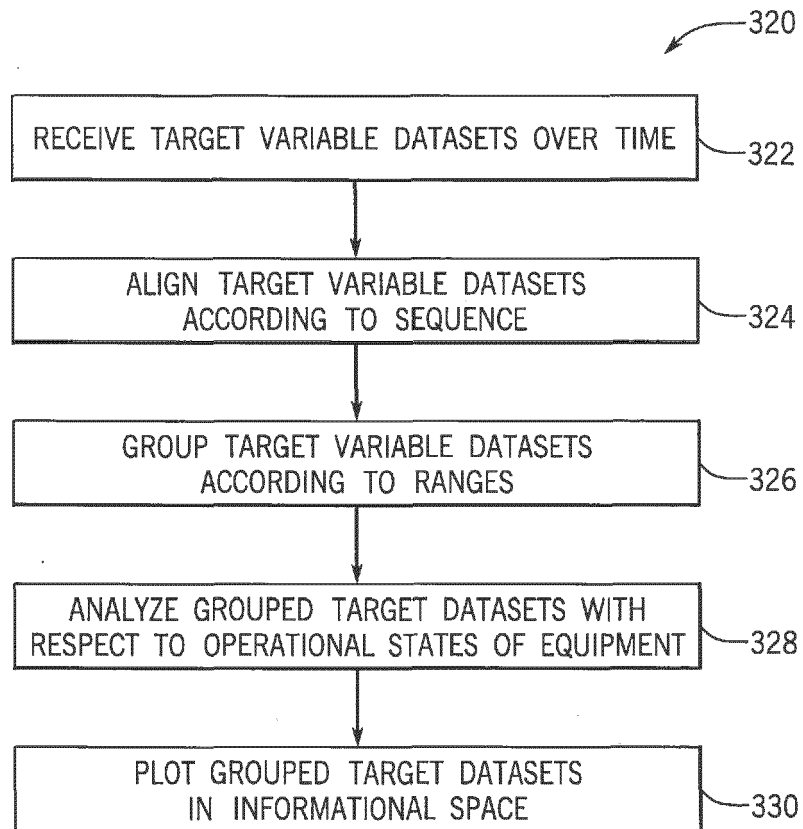 320
RECEIVE TARGET VARIABLE DATASETS OVER TIME
322
ALIGN TARGET VARIABLE DATASETS
ACCORDING TO SEQUENCE
324
GROUP TARGET VARIABLE DATASETS
ACCORDING TO RANGES
326
ANALYZE GROUPED TARGET DATASETS WITH
RESPECT TO OPERATIONAL STATES OF EQUIPMENT
328
PLOT GROUPED TARGET DATASETS
IN INFORMATIONAL SPACE
330